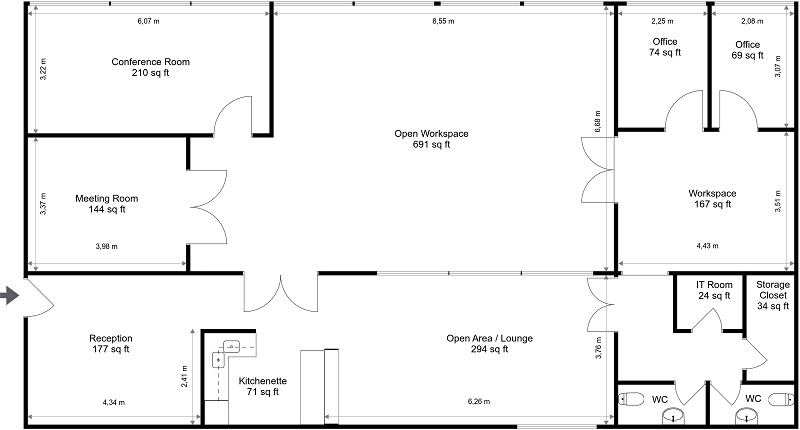 6,07 m
8,55 m
2,25 m
2,08 m
Conference Room
210 sq ft
3,22 m
Office
74 sq ft
Office
69 sq ft
3,07 m
Open Workspace
691 sq ft
6,68 m
Meeting Room
144 sq ft
3,37 m
3,98 m
Workspace
167 sq ft
3,51 m
4,43 m
IT Room
24 sq ft
Storage
Closet
34 sq ft
Reception
177 sq ft
2,41 m
4,34 m
Kitchenette
71 sq ft
Open Area / Lounge
294 sq ft
3,76 m
6,26 m
WC
WC